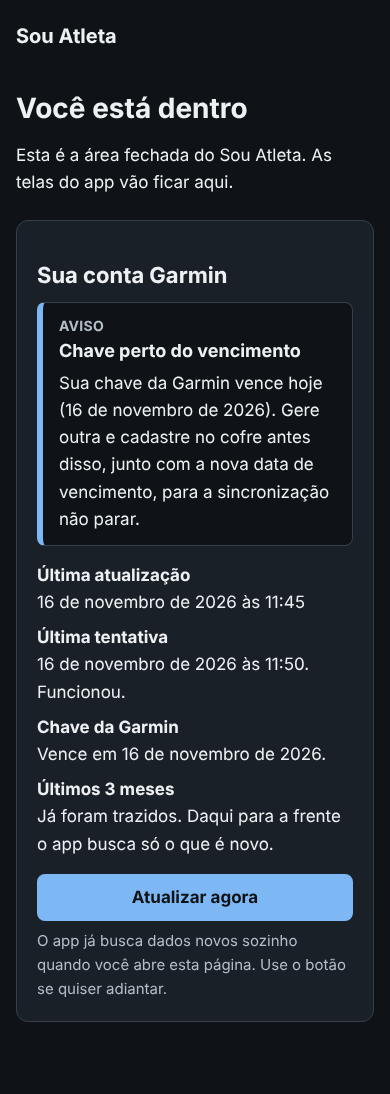 Sou Atleta
Você está dentro
Esta é a área fechada do Sou Atleta. As
telas do app vão ficar aqui.
Sua conta Garmin
AVISO
Chave perto do vencimento
Sua chave da Garmin vence hoje
(16 de novembro de 2026). Gere
outra e cadastre no cofre antes
disso, junto com a nova data de
vencimento, para a sincronização
não parar.
Última atualização
16 de novembro de 2026 às 11:45
Última tentativa
16 de novembro de 2026 às 11:50.
Funcionou.
Chave da Garmin
Vence em 16 de novembro de 2026.
Últimos 3 meses
Já foram trazidos. Daqui para a frente
o app busca só o que é novo.
Atualizar agora
O app já busca dados novos sozinho
quando você abre esta página. Use o botão
se quiser adiantar.